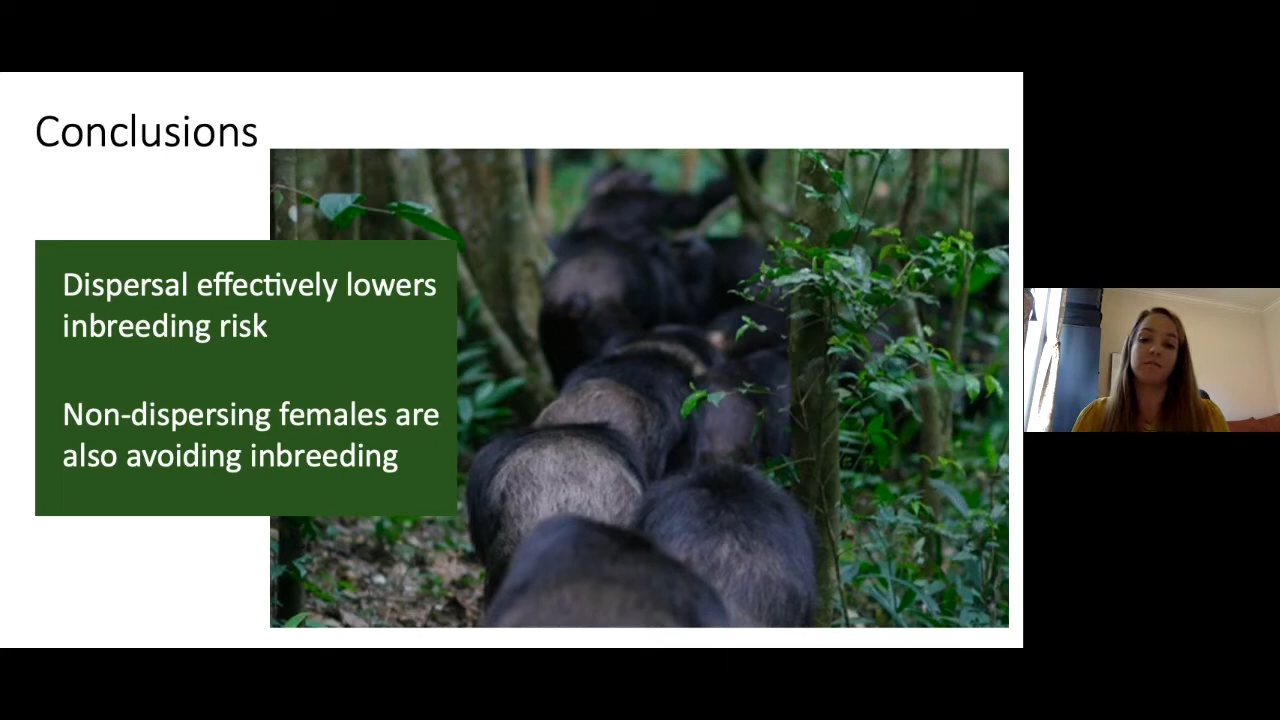 Conclusions
Dispersal effectively lowers
inbreeding risk
Non-dispersing females are
also avoiding inbreeding